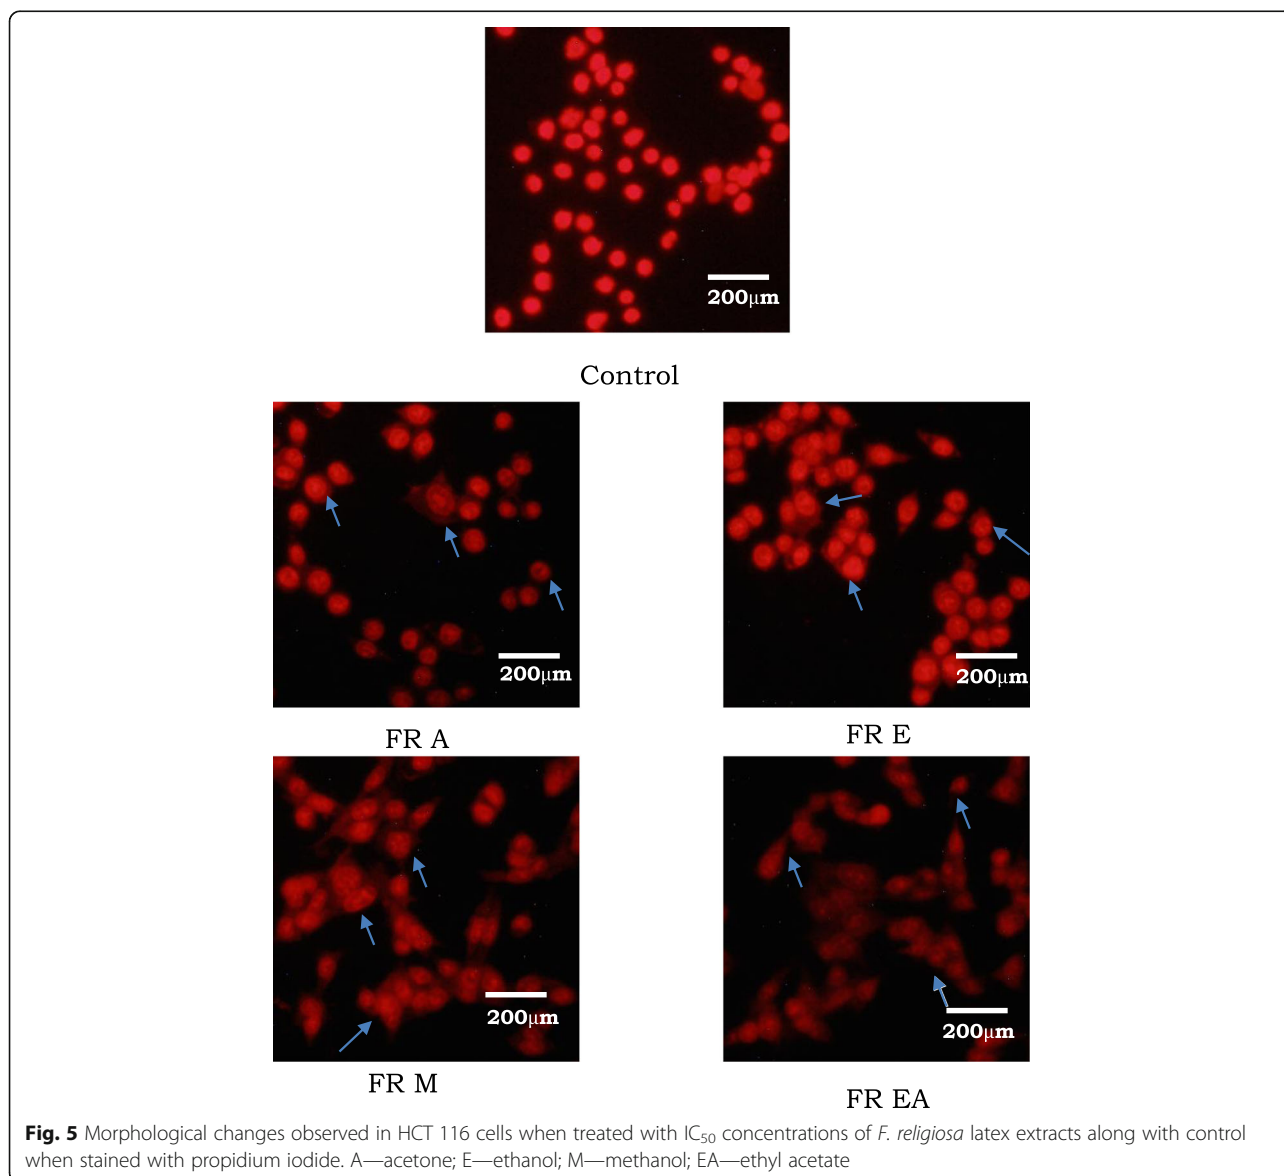 200μm
Control
200μm
200μm
FR A
FR E
200μm
200μm
FR M
FR EA
Fig. 5 Morphological changes observed in HCT 116 cells when treated with IC50 concentrations of F. religiosa latex extracts along with control
when stained with propidium iodide. A—acetone; E—ethanol; M—methanol; EA—ethyl acetate